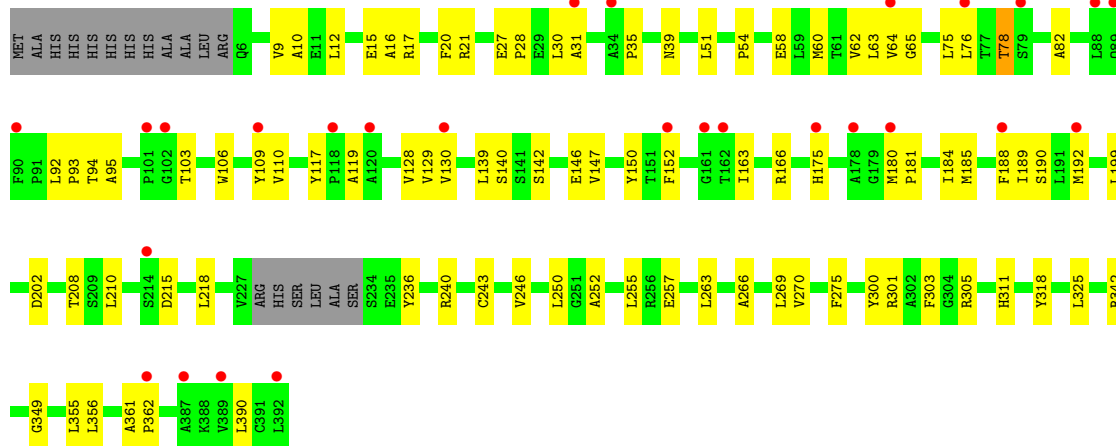 MET ALA HIS HIS HIS HIS HIS HIS ALA ALA LEU ARG Q6 V9 A10 E11 L12 E15 A16 R17 F20 R21 E27 P28 E29 L30 A31 A34 P35 N39 L51 P54 E58 L59 M60 T61 V62 L63 V64 G65 L75 L76 T77 T78 S79 A82 L88
F90 P91 L92 P93 T94 A95 P101 G102 T103 W106 Y109 V110 Y117 P118 A119 A120 V128 V129 V130 L139 S140 S141 S142 E146 V147 Y150 T151 F152 G161 T162 I163 R166 H175 A178 G179 M180 P181 I184 M185 F188 I189 S190 L191 M192
D202 T208 S209 L210 S214 D215 L218 V227 ARG HIS SER LEU ALA SER S234 E235 Y236 R240 C243 V246 L250 G251 A252 L255 R256 E257 L263 A266 L269 V270 F275 Y300 R301 A302 F303 G304 R305 H311 Y318 L325
G349 L355 L356 A361 P362 A387 K388 V389 L390 C391 L392